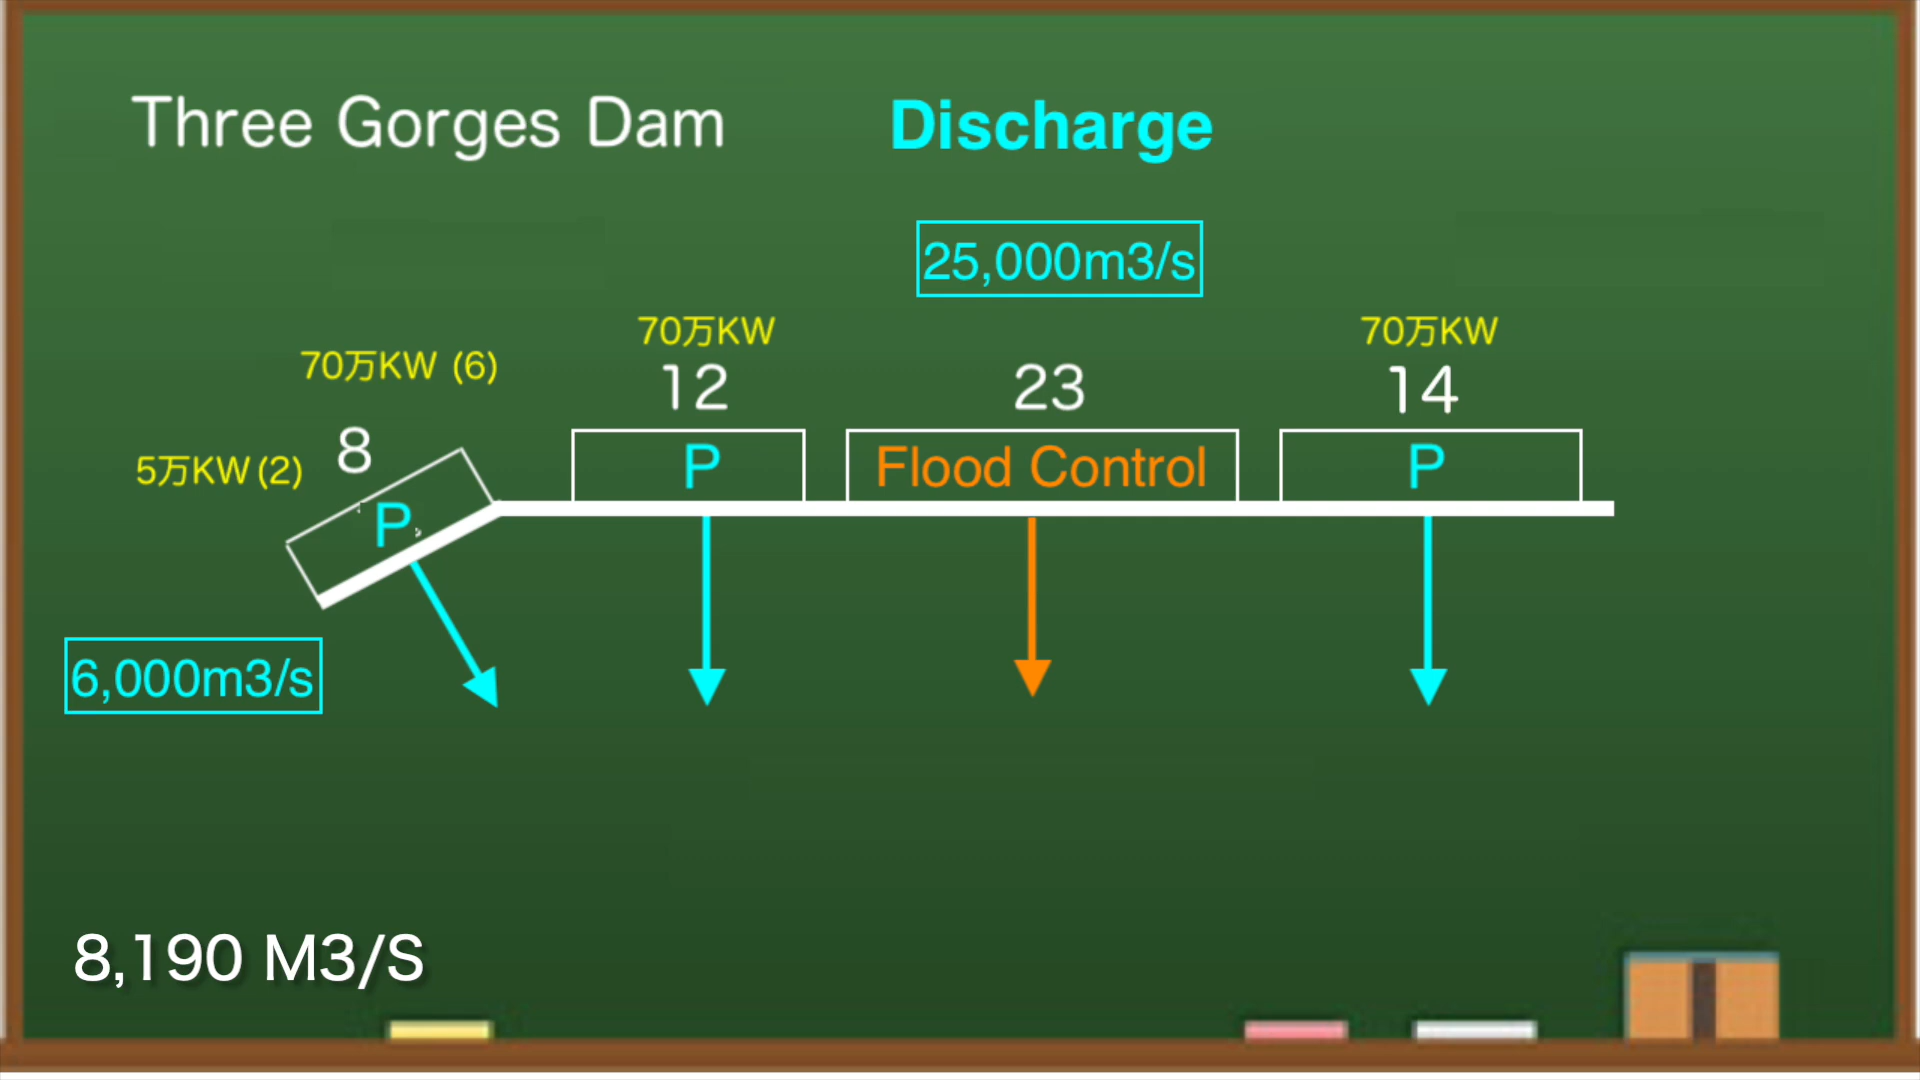 Three Gorges Dam
Discharge
25,000m3/s
70万KW
70万KW
70万KW (6)
12
23
14
8
5万KW (2)
P
Flood Control
P
P
6,000m3/s
8,190 M3/S